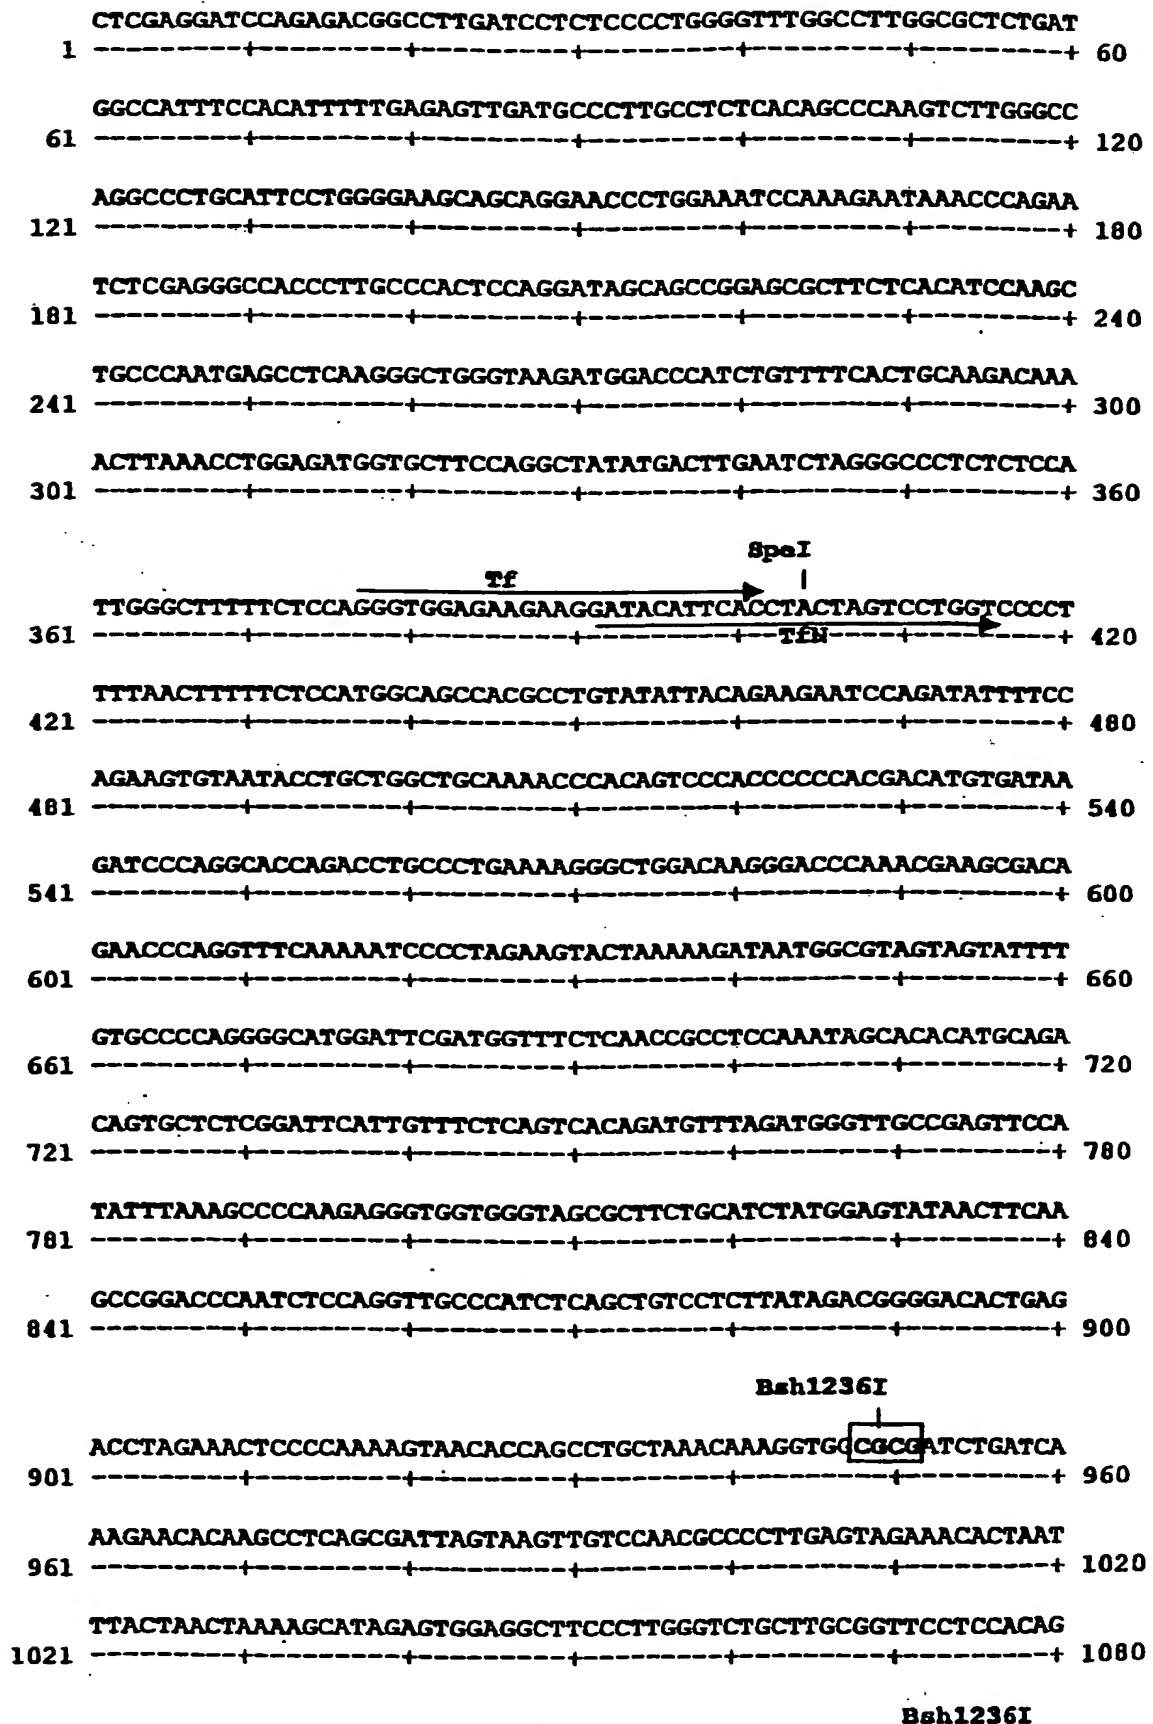 CTCGAGGATCCAGAGACGGCCTTGATCCTCTCCCCTGGGGTTTGGCCTTGGCGCTCTGAT
1 ---------+---------+---------+---------+---------+---------+ 60
GGCCATTTCCACATTTTTGAGAGTTGATGCCCTTGCCTCTCACAGCCCAAGTCTTGGGCC
61 ---------+---------+---------+---------+---------+---------+ 120
AGGCCCTGCATTCCTGGGGAAGCAGCAGGAACCCTGGAAATCCAAAGAATAAACCCAGAA
121 ---------+---------+---------+---------+---------+---------+ 180
TCTCGAGGGCCACCCTTGCCCACTCCAGGATAGCAGCCGGAGCGCTTCTCACATCCAAGC
181 ---------+---------+---------+---------+---------+---------+ 240
TGCCCAATGAGCCTCAAGGGCTGGGTAAGATGGACCCATCTGTTTTCACTGCAAGACAAA
241 ---------+---------+---------+---------+---------+---------+ 300
ACTTAAACCTGGAGATGGTGCTTCCAGGCTATATGACTTGAATCTAGGGCCCTCTCTCCA
301 ---------+---------+---------+---------+---------+---------+ 360
SpeI
Tf
TTGGGCTTTTTCTCCAGGGTGGAGAAGAAGGATACATTCACCTACTAGTCCTGGTCCCCT
361 ---------+---------+---------+---------+---------+---------+ 420
TfN
TTTAACTTTTTCTCCATGGCAGCCACGCCTGTATATTACAGAAGAATCCAGATATTTTCC
421 ---------+---------+---------+---------+---------+---------+ 480
AGAAGTGTAATACCTGCTGGCTGCAAAACCCACAGTCCCACCCCCCACGACATGTGATAA
481 ---------+---------+---------+---------+---------+---------+ 540
GATCCCAGGCACCAGACCTGCCCTGAAAAGGGCTGGACAAGGGACCCAAACGAAGCGACA
541 ---------+---------+---------+---------+---------+---------+ 600
GAACCCAGGTTTCAAAAATCCCCTAGAAGTACTAAAAAGATAATGGCGTAGTAGTATTTT
601 ---------+---------+---------+---------+---------+---------+ 660
GTGCCCCAGGGGCATGGATTCGATGGTTTCTCAACCGCCTCCAAATAGCACACATGCAGA
661 ---------+---------+---------+---------+---------+---------+ 720
CAGTGCTCTCGGATTCATTGTTTCTCAGTCACAGATGTTTAGATGGGTTGCCGAGTTCCA
721 ---------+---------+---------+---------+---------+---------+ 780
TATTTAAAGCCCCAAGAGGGTGGTGGGTAGCGCTTCTGCATCTATGGAGTATAACTTCAA
781 ---------+---------+---------+---------+---------+---------+ 840
GCCGGACCCAATCTCCAGGTTGCCCATCTCAGCTGTCCTCTTATAGACGGGGACACTGAG
841 ---------+---------+---------+---------+---------+---------+ 900
Bsh1236I
ACCTAGAAACTCCCCAAAAGTAACACCAGCCTGCTAAACAAAGGTGGCGCGATCTGATCA
901 ---------+---------+---------+---------+---------+---------+ 960
AAGAACACAAGCCTCAGCGATTAGTAAGTTGTCCAACGCCCCTTGAGTAGAAACACTAAT
961 ---------+---------+---------+---------+---------+---------+ 1020
TTACTAACTAAAAGCATAGAGTGGAGGCTTCCCTTGGGTCTGCTTGCGGTTCCTCCACAG
1021 ---------+---------+---------+---------+---------+---------+ 1080
Bsh1236I